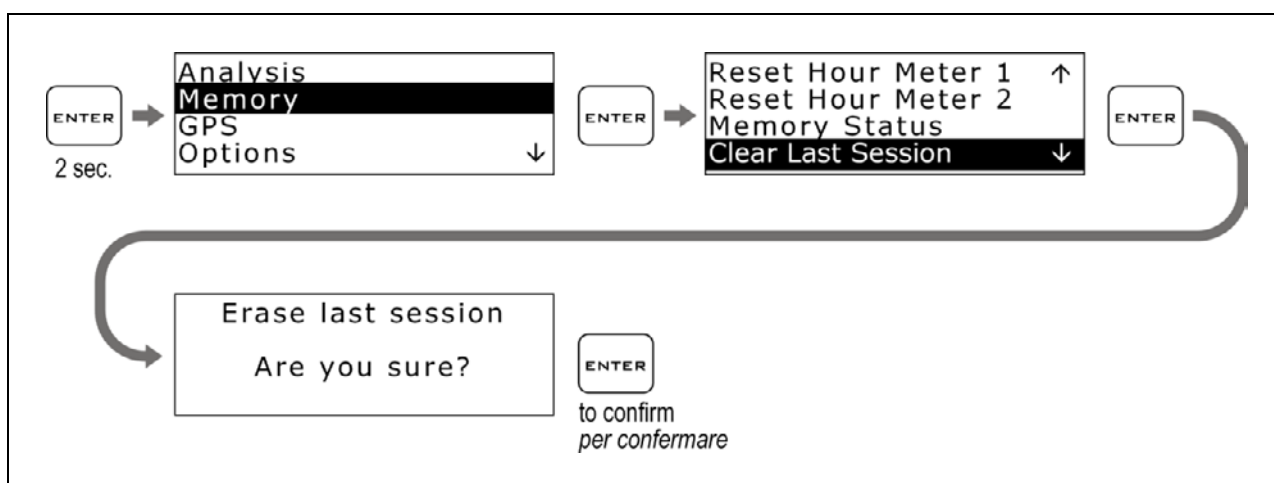 ENTER
2 sec.
Analysis
Memory
GPS
Options ↓
ENTER
Reset Hour Meter 1 ↑
Reset Hour Meter 2
Memory Status
Clear Last Session ↓
ENTER
Erase last session
Are you sure?
ENTER
to confirm
per confermare